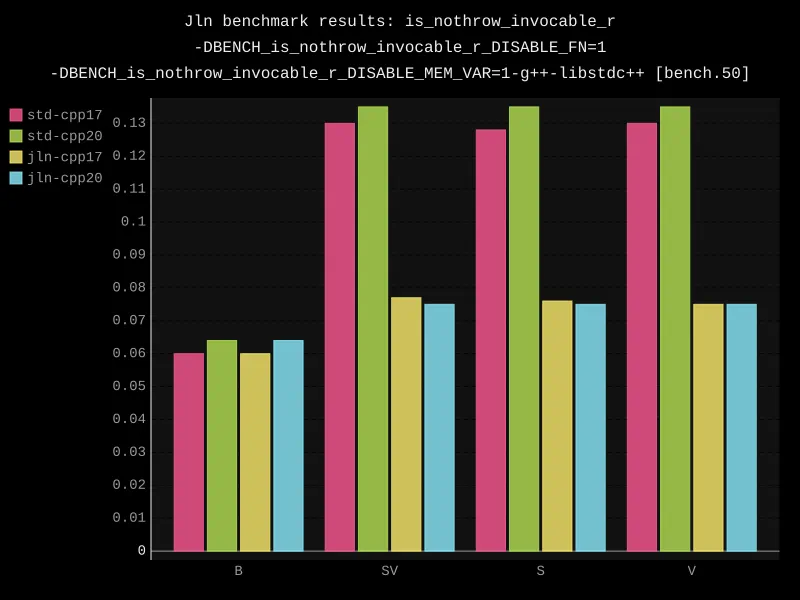 Jln benchmark results: is_nothrow_invocable_r
-DBENCH_is_nothrow_invocable_r_DISABLE_FN=1
-DBENCH_is_nothrow_invocable_r_DISABLE_MEM_VAR=1-g++-libstdc++ [bench.50]
std-cpp17
std-cpp20
jln-cpp17
jln-cpp20
0.13
0.12
0.11
0.1
0.09
0.08
0.07
0.06
0.05
0.04
0.03
0.02
0.01
0
B SV S V